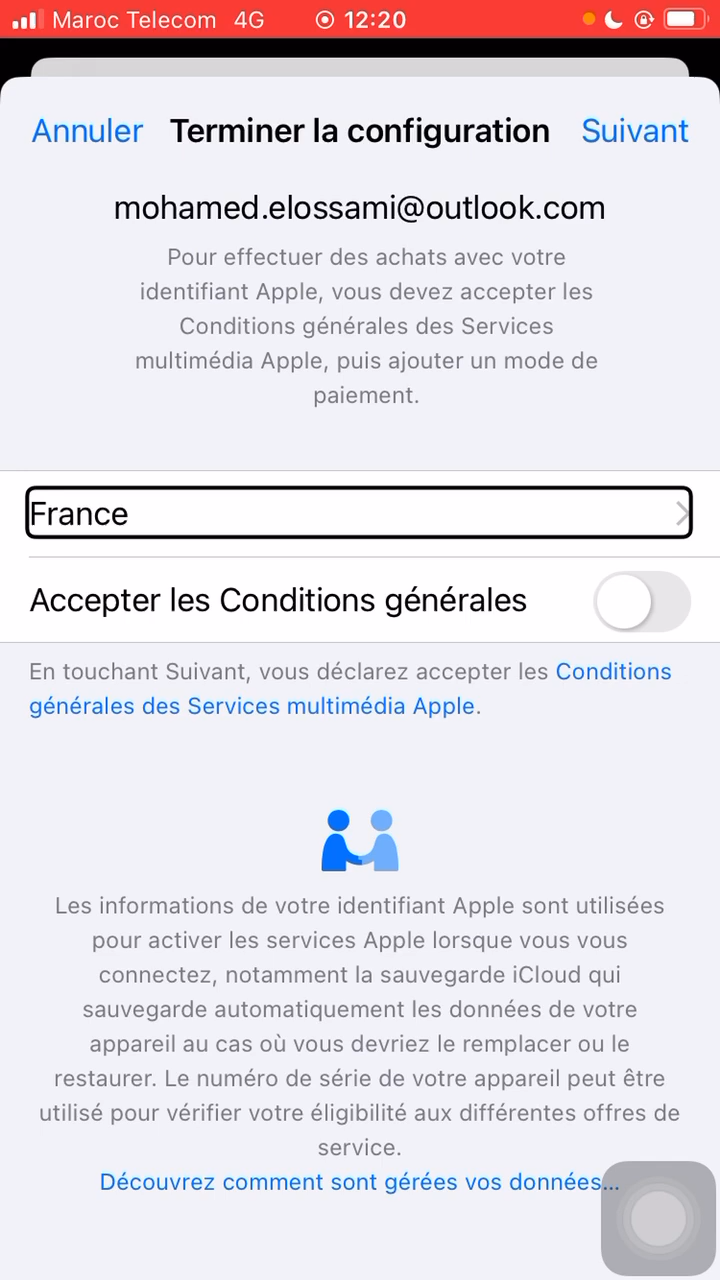 Maroc Telecom 4G 12:20
Annuler Terminer la configuration Suivant
mohamed.elossami@outlook.com
Pour effectuer des achats avec votre
identifiant Apple, vous devez accepter les
Conditions générales des Services
multimédia Apple, puis ajouter un mode de
paiement.
France
Accepter les Conditions générales
En touchant Suivant, vous déclarez accepter les Conditions
générales des Services multimédia Apple.
Les informations de votre identifiant Apple sont utilisées
pour activer les services Apple lorsque vous vous
connectez, notamment la sauvegarde iCloud qui
sauvegarde automatiquement les données de votre
appareil au cas où vous devriez le remplacer ou le
restaurer. Le numéro de série de votre appareil peut être
utilisé pour vérifier votre éligibilité aux différentes offres de
service.
Découvrez comment sont gérées vos données...